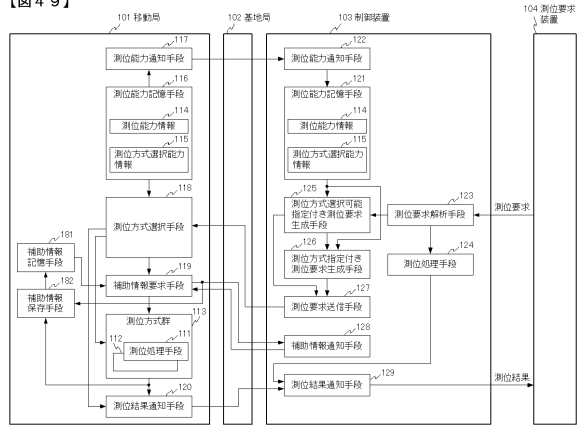 【図４９】
101 移動局
102 基地局
103 制御装置
104 測位要求
装置
117
測位能力通知手段
116
測位能力記憶手段
114
測位能力情報
115
測位方式選択能力
情報
118
測位方式選択手段
181
補助情報
記憶手段
182
補助情報
保存手段
119
補助情報要求手段
113
測位方式群
112
111
測位処理手段
120
測位結果通知手段
122
測位能力通知手段
121
測位能力記憶手段
114
測位能力情報
115
測位方式選択能力
情報
125
測位方式選択可能
指定付き測位要求
生成手段
123
測位要求解析手段
測位要求
126
測位方式指定付き
測位要求生成手段
124
測位処理手段
127
測位要求送信手段
128
補助情報通知手段
129
測位結果通知手段
測位結果